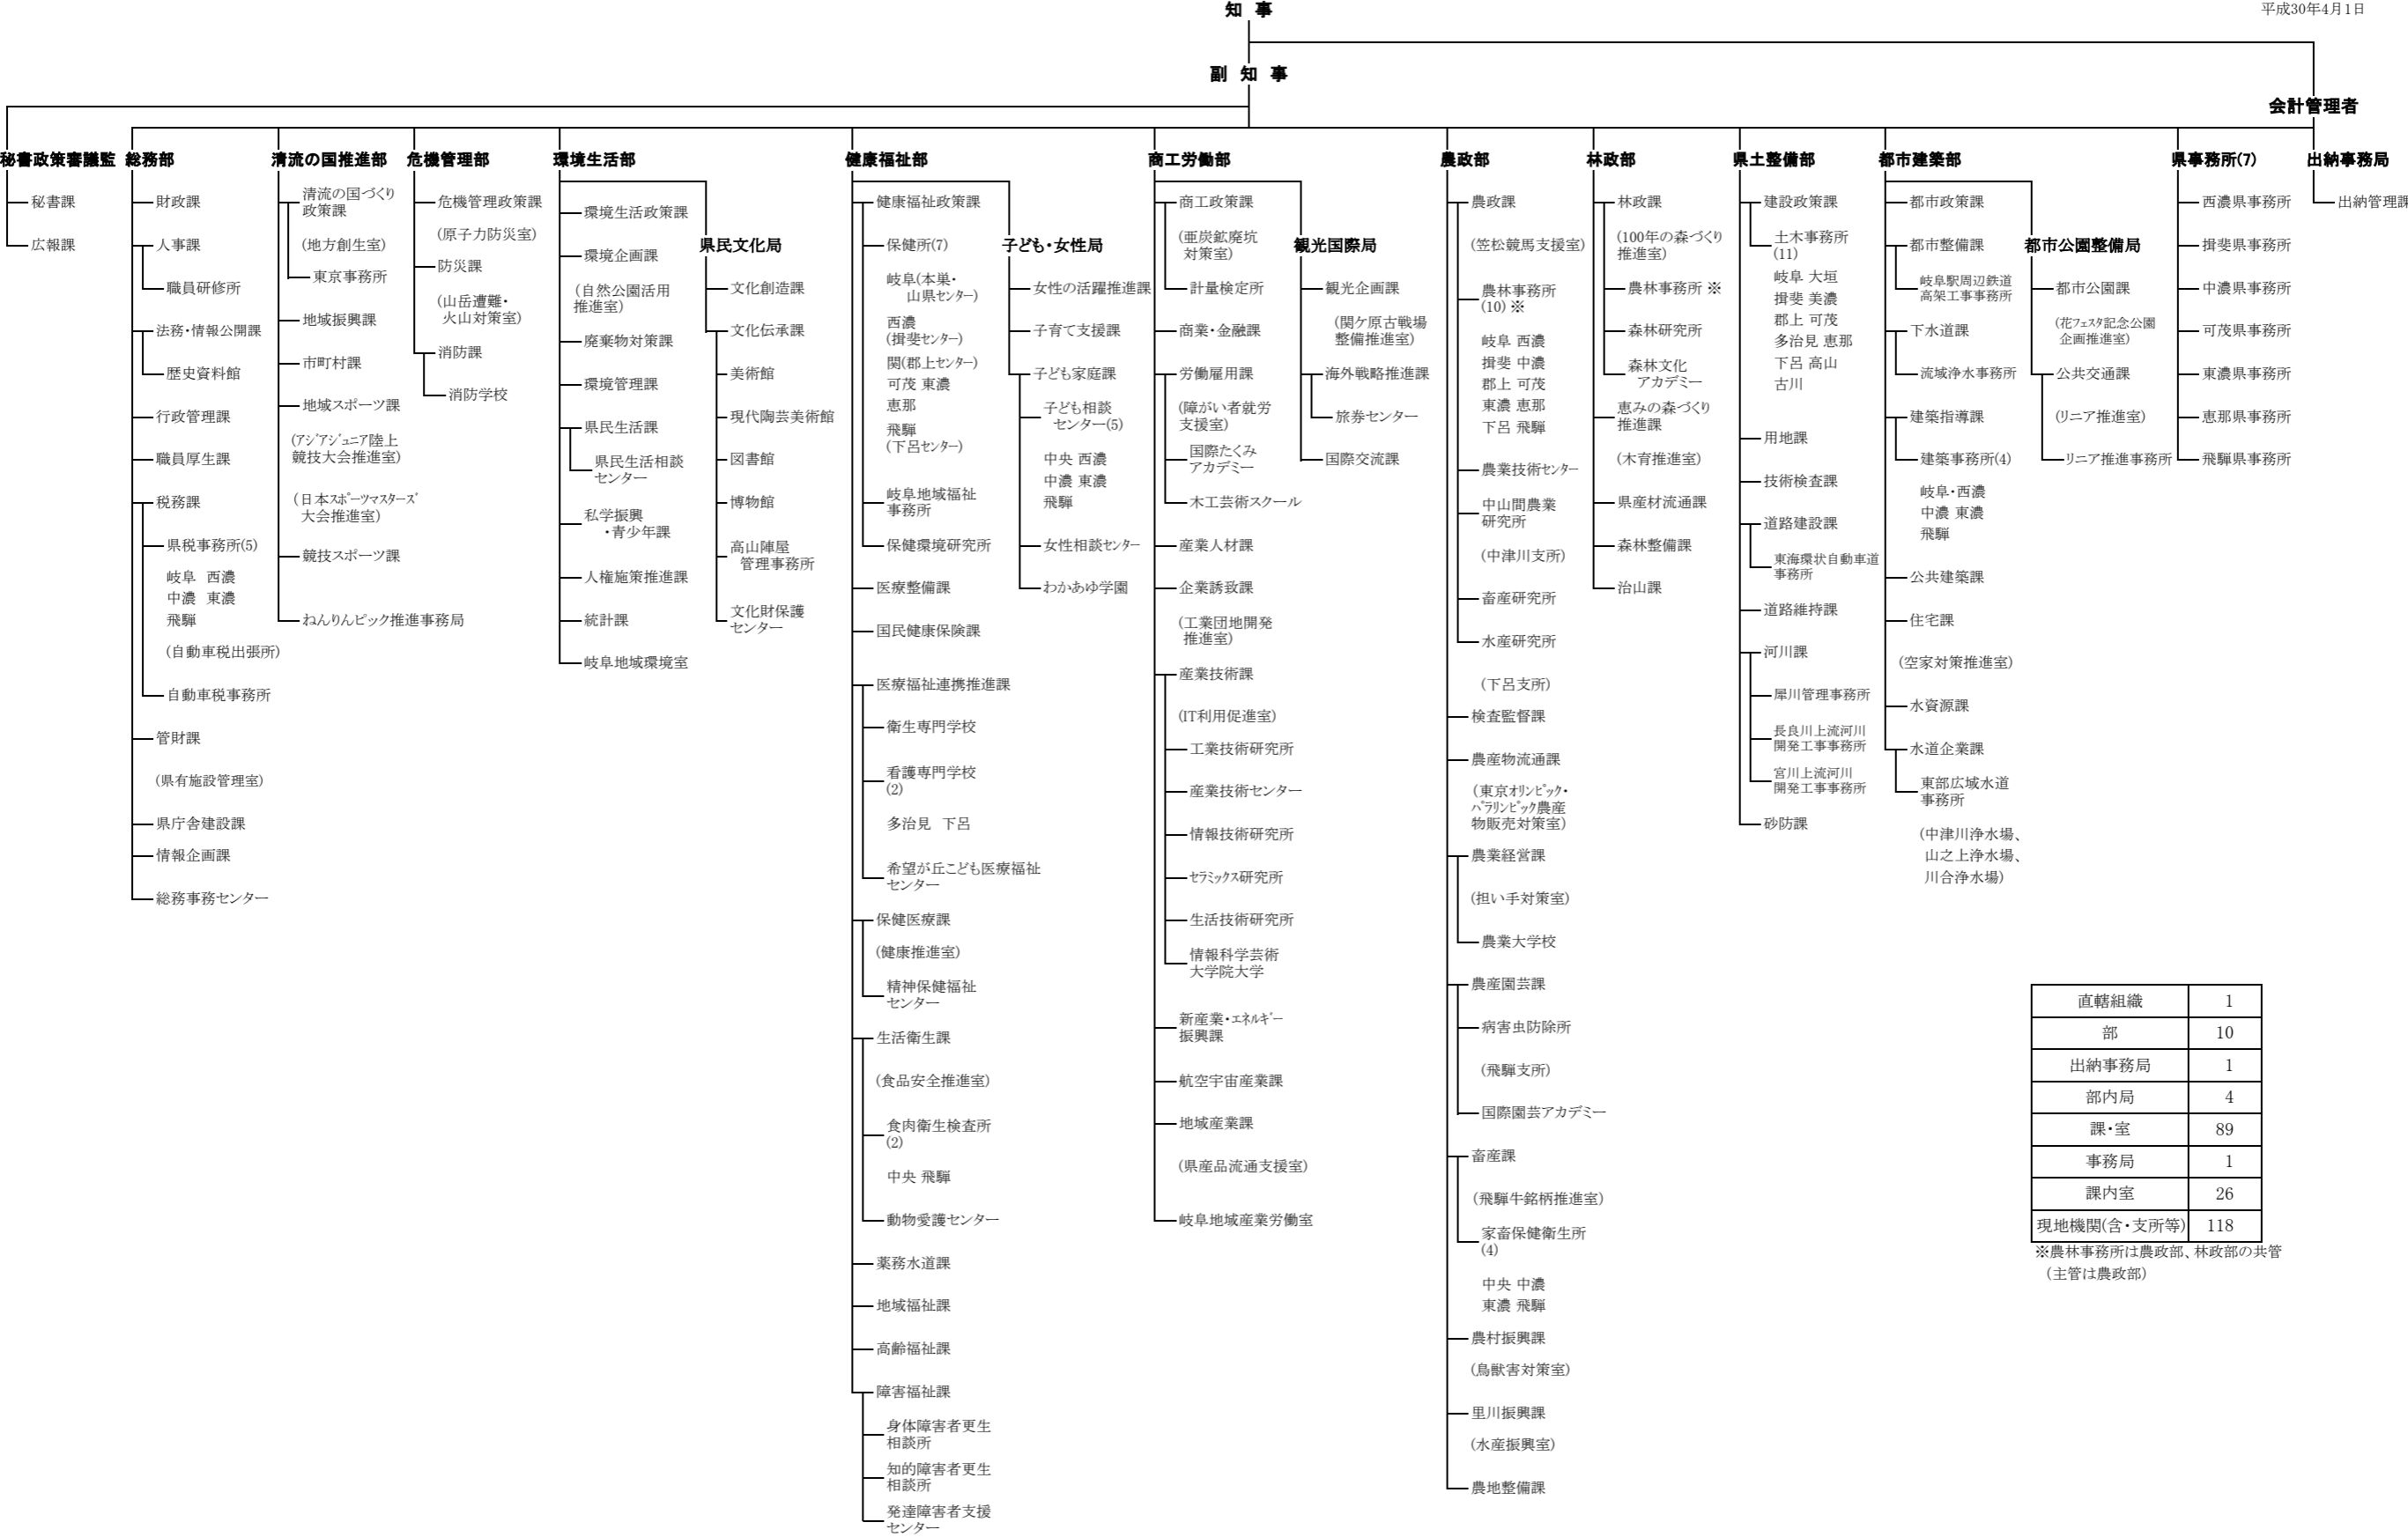 平成30年4月1日
知 事
副 知 事
会計管理者
秘書政策審議監
秘書課
広報課
総務部
財政課
人事課
職員研修所
法務・情報公開課
歴史資料館
行政管理課
職員厚生課
税務課
県税事務所(5)
岐阜 西濃
中濃 東濃
飛騨
(自動車税出張所)
自動車税事務所
管財課
(県有施設管理室)
県庁舎建設課
情報企画課
総務事務センター
清流の国推進部
清流の国づくり
政策課
(地方創生室)
東京事務所
地域振興課
市町村課
地域スポーツ課
(アジアジュニア陸上
競技大会推進室)
(日本スポーツマスターズ
大会推進室)
競技スポーツ課
ねんりんピック推進事務局
危機管理部
危機管理政策課
(原子力防災室)
防災課
(山岳遭難・
火山対策室)
消防課
消防学校
環境生活部
環境生活政策課
環境企画課
(自然公園活用
推進室)
廃棄物対策課
環境管理課
県民生活課
県民生活相談
センター
私学振興
・青少年課
人権施策推進課
統計課
岐阜地域環境室
県民文化局
文化創造課
文化伝承課
美術館
現代陶芸美術館
図書館
博物館
高山陣屋
管理事務所
文化財保護
センター
健康福祉部
健康福祉政策課
保健所(7)
岐阜(本巣・
山県センター)
西濃
(揖斐センター)
関(郡上センター)
可茂 東濃
恵那
飛騨
(下呂センター)
岐阜地域福祉
事務所
保健環境研究所
医療整備課
国民健康保険課
医療福祉連携推進課
衛生専門学校
看護専門学校
(2)
多治見 下呂
希望が丘こども医療福祉
センター
保健医療課
(健康推進室)
精神保健福祉
センター
生活衛生課
(食品安全推進室)
食肉衛生検査所
(2)
中央 飛騨
動物愛護センター
薬務水道課
地域福祉課
高齢福祉課
障害福祉課
身体障害者更生
相談所
知的障害者更生
相談所
発達障害者支援
センター
子ども・女性局
女性の活躍推進課
子育て支援課
子ども家庭課
子ども相談
センター(5)
中央 西濃
中濃 東濃
飛騨
女性相談センター
わかあゆ学園
商工労働部
商工政策課
(亜炭鉱廃坑
対策室)
計量検定所
商業・金融課
労働雇用課
(障がい者就労
支援室)
国際たくみ
アカデミー
木工芸術スクール
産業人材課
企業誘致課
(工業団地開発
推進室)
産業技術課
(IT利用促進室)
工業技術研究所
産業技術センター
情報技術研究所
セラミックス研究所
生活技術研究所
情報科学芸術
大学院大学
新産業・エネルギー
振興課
航空宇宙産業課
地域産業課
(県産品流通支援室)
岐阜地域産業労働室
観光国際局
観光企画課
(関ケ原古戦場
整備推進室)
海外戦略推進課
旅券センター
国際交流課
農政部
農政課
(笠松競馬支援室)
農林事務所
(10) ※
岐阜 西濃
揖斐 中濃
郡上 可茂
東濃 恵那
下呂 飛騨
農業技術センター
中山間農業
研究所
(中津川支所)
畜産研究所
水産研究所
(下呂支所)
検査監督課
農産物流通課
(東京オリンピック・
パラリンピック農産
物販売対策室)
農業経営課
(担い手対策室)
農業大学校
農産園芸課
病害虫防除所
(飛騨支所)
国際園芸アカデミー
畜産課
(飛騨牛銘柄推進室)
家畜保健衛生所
(4)
中央 中濃
東濃 飛騨
農村振興課
(鳥獣害対策室)
里川振興課
(水産振興室)
農地整備課
林政部
林政課
(100年の森づくり
推進室)
農林事務所 ※
森林研究所
森林文化
アカデミー
恵みの森づくり
推進課
(木育推進室)
県産材流通課
森林整備課
治山課
県土整備部
建設政策課
土木事務所
(11)
岐阜 大垣
揖斐 美濃
郡上 可茂
多治見 恵那
下呂 高山
古川
用地課
技術検査課
道路建設課
東海環状自動車道
事務所
道路維持課
河川課
犀川管理事務所
長良川上流河川
開発工事事務所
宮川上流河川
開発工事事務所
砂防課
都市建築部
都市政策課
都市整備課
岐阜駅周辺鉄道
高架工事事務所
下水道課
流域浄水事務所
建築指導課
建築事務所(4)
岐阜・西濃
中濃 東濃
飛騨
公共建築課
住宅課
(空家対策推進室)
水資源課
水道企業課
東部広域水道
事務所
(中津川浄水場、
山之上浄水場、
川合浄水場)
都市公園整備局
都市公園課
(花フェスタ記念公園
企画推進室)
公共交通課
(リニア推進室)
リニア推進事務所
県事務所(7)
西濃県事務所
揖斐県事務所
中濃県事務所
可茂県事務所
東濃県事務所
恵那県事務所
飛騨県事務所
出納事務局
出納管理課
直轄組織 1
部 10
出納事務局 1
部内局 4
課・室 89
事務局 1
課内室 26
現地機関(含・支所等) 118
※農林事務所は農政部、林政部の共管
(主管は農政部)